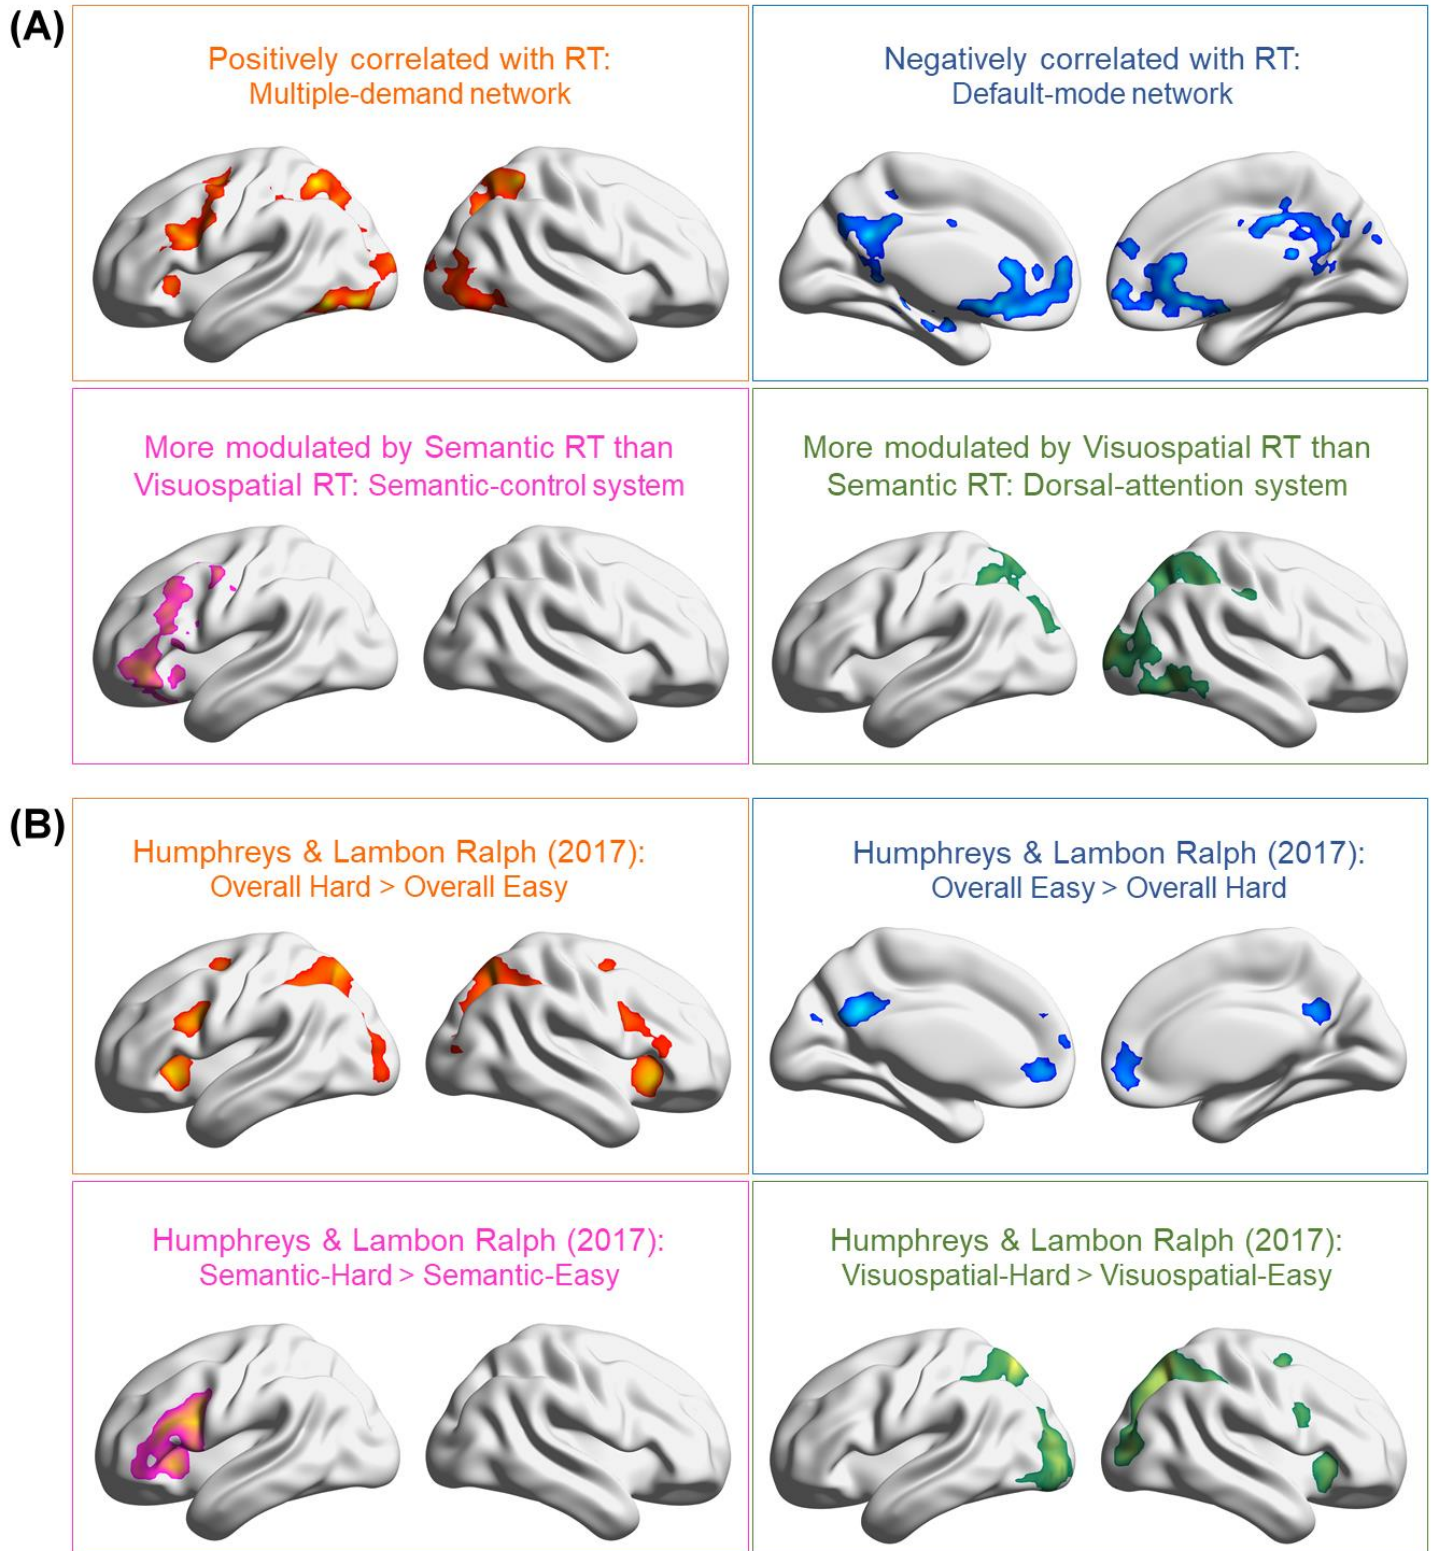 (A)
Positively correlated with RT:
Multiple-demand network
Negatively correlated with RT:
Default-mode network
More modulated by Semantic RT than
Visuospatial RT: Semantic-control system
More modulated by Visuospatial RT than
Semantic RT: Dorsal-attention system
(B)
Humphreys & Lambon Ralph (2017):
Overall Hard > Overall Easy
Humphreys & Lambon Ralph (2017):
Overall Easy > Overall Hard
Humphreys & Lambon Ralph (2017):
Semantic-Hard > Semantic-Easy
Humphreys & Lambon Ralph (2017):
Visuospatial-Hard > Visuospatial-Easy